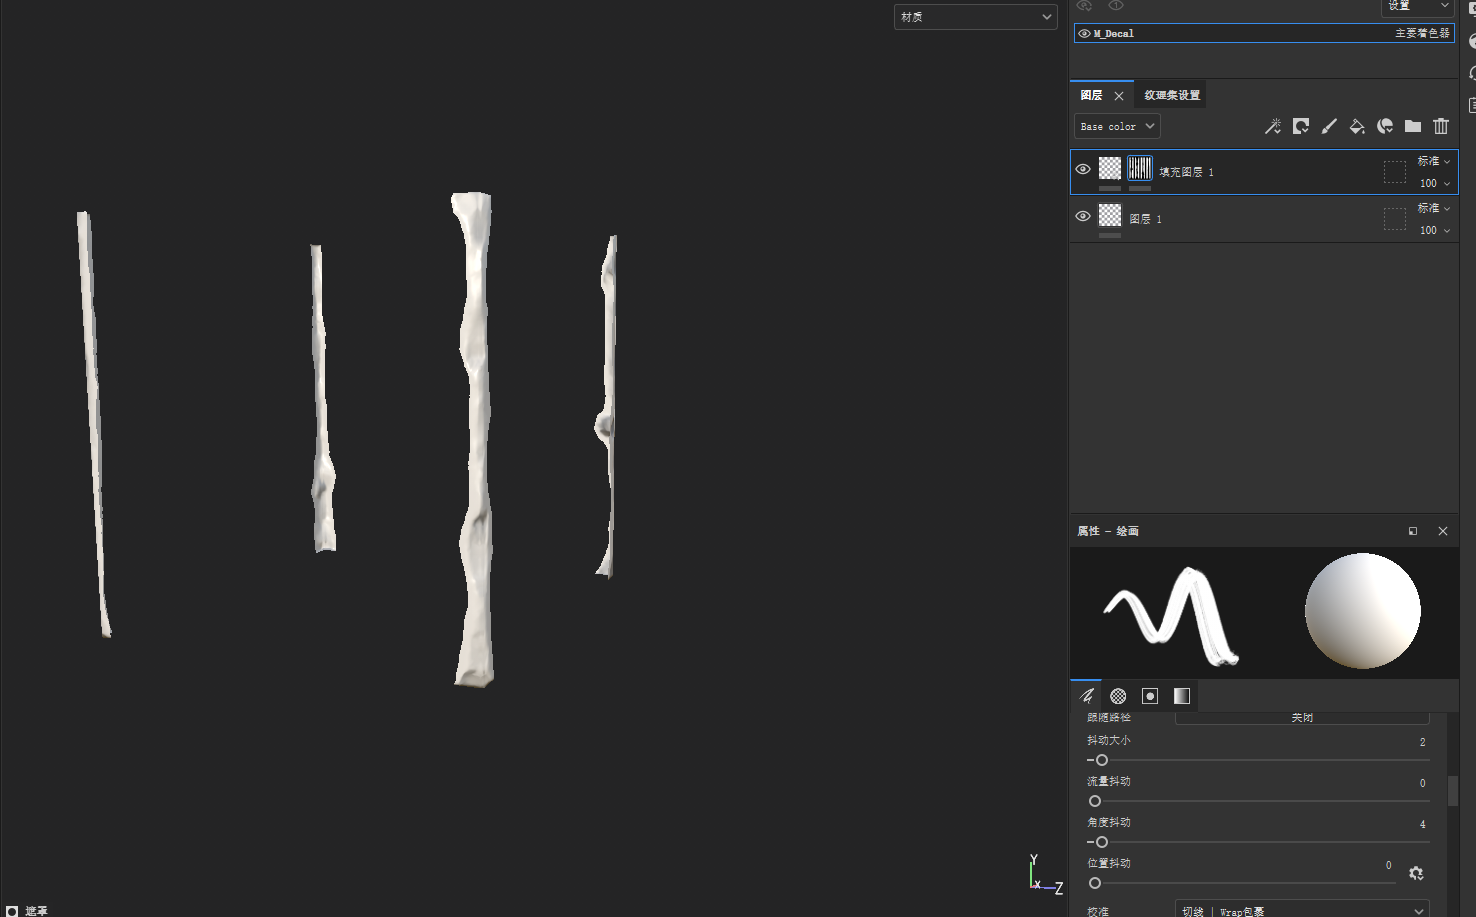 材质
设置
M_Decal 主要着色器
图层 纹理集设置
Base color
填充图层 1 标准
100
图层 1 标准
100
属性 - 绘画
跟随路径 关闭
抖动大小 2
流量抖动 0
角度抖动 4
位置抖动 0
校准 切线 | Wrap包裹
Y
X
Z
遮罩